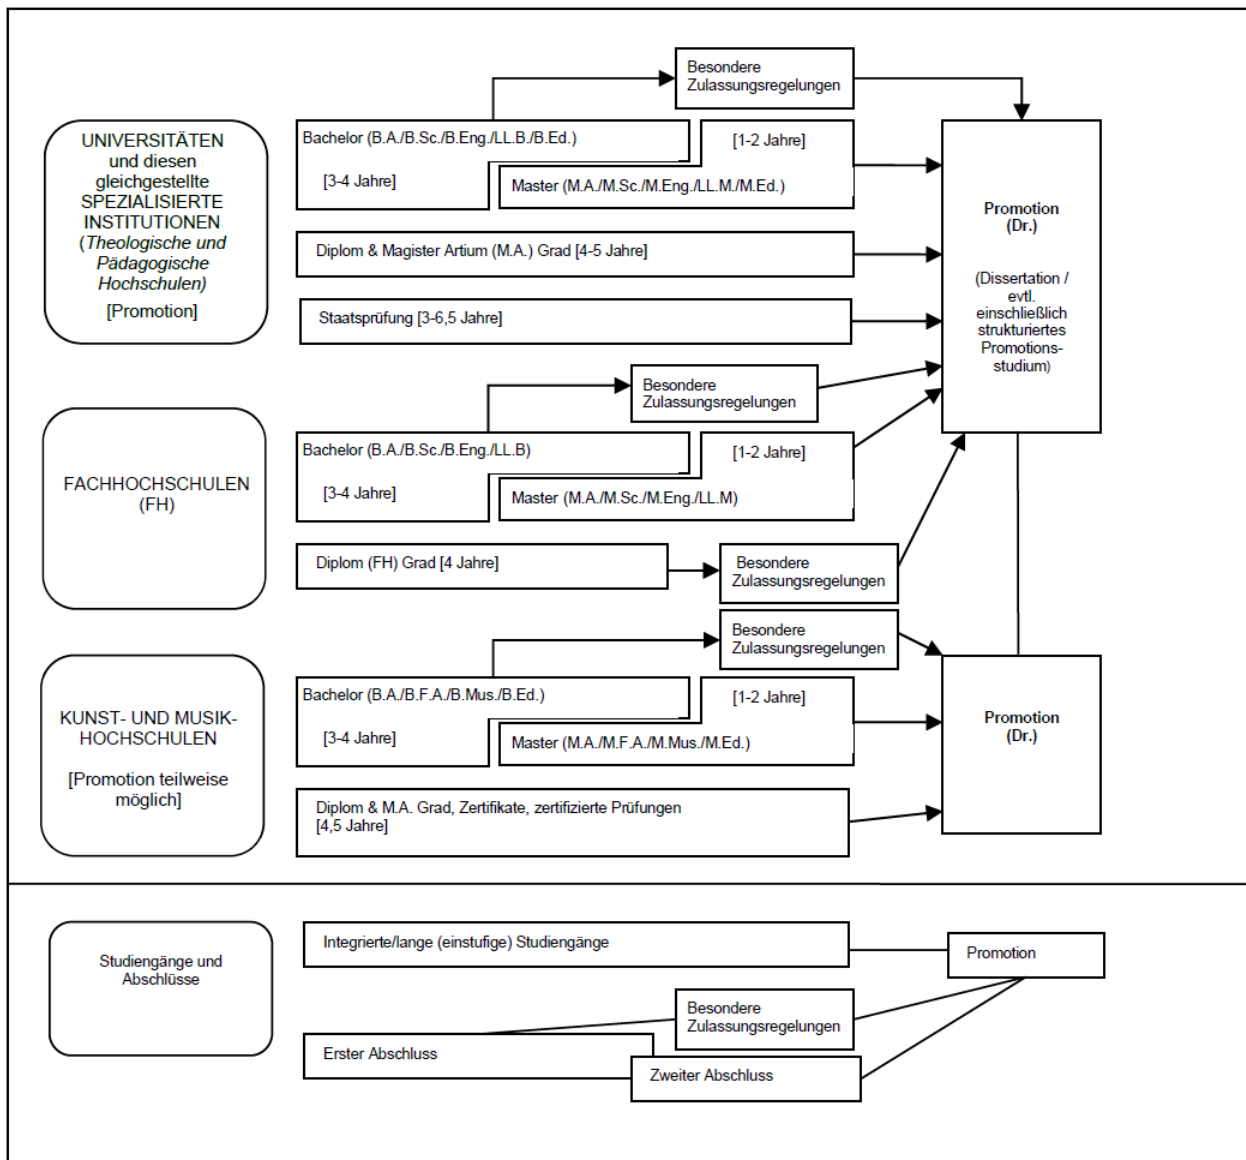 Besondere
Zulassungsregelungen
UNIVERSITÄTEN
und diesen
gleichgestellte
SPEZIALISIERTE
INSTITUTIONEN
(Theologische und
Pädagogische
Hochschulen)
[Promotion]
Bachelor (B.A./B.Sc./B.Eng./LL.B./B.Ed.)
[3-4 Jahre]
[1-2 Jahre]
Master (M.A./M.Sc./M.Eng./LL.M./M.Ed.)
Diplom & Magister Artium (M.A.) Grad [4-5 Jahre]
Staatsprüfung [3-6,5 Jahre]
Promotion
(Dr.)
(Dissertation /
evtl.
einschließlich
strukturiertes
Promotions-
studium)
Besondere
Zulassungsregelungen
FACHHOCHSCHULEN
(FH)
Bachelor (B.A./B.Sc./B.Eng./LL.B)
[3-4 Jahre]
[1-2 Jahre]
Master (M.A./M.Sc./M.Eng./LL.M)
Diplom (FH) Grad [4 Jahre]
Besondere
Zulassungsregelungen
Besondere
Zulassungsregelungen
KUNST- UND MUSIK-
HOCHSCHULEN
[Promotion teilweise
möglich]
Bachelor (B.A./B.F.A./B.Mus./B.Ed.)
[3-4 Jahre]
[1-2 Jahre]
Master (M.A./M.F.A./M.Mus./M.Ed.)
Diplom & M.A. Grad, Zertifikate, zertifizierte Prüfungen
[4,5 Jahre]
Promotion
(Dr.)
Studiengänge und
Abschlüsse
Integrierte/lange (einstufige) Studiengänge
Promotion
Besondere
Zulassungsregelungen
Erster Abschluss
Zweiter Abschluss